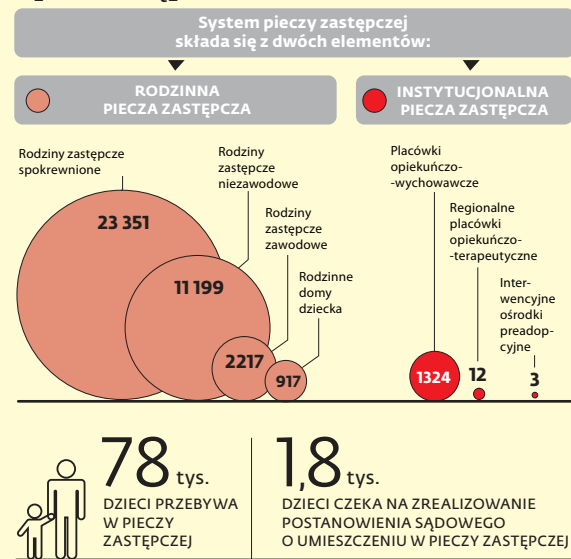 System pieczy zastępczej
składa się z dwóch elementów:
RODZINNA
PIECZA ZASTĘPCZA
INSTYTUCJONALNA
PIECZA ZASTĘPCZA
Rodziny zastępcze
spokrewnione
23 351
Rodziny
zastępcze
niezawodowe
11 199
Rodziny
zastępcze
zawodowe
2217
Rodzinne
domy
dziecka
917
Placówki
opiekuńczo-
-wychowawcze
1324
Regionalne
placówki
opiekuńczo-
-terapeutyczne
12
Inter-
wencyjne
ośrodki
preadop-
cyjne
3
78 tys.
DZIECI PRZEBYWA
W PIECZY
ZASTĘPCZEJ
1,8 tys.
DZIECI CZEKA NA ZREALIZOWANIE
POSTANOWIENIA SĄDOWEGO
O UMIESZCZENIU W PIECZY ZASTĘPCZEJ